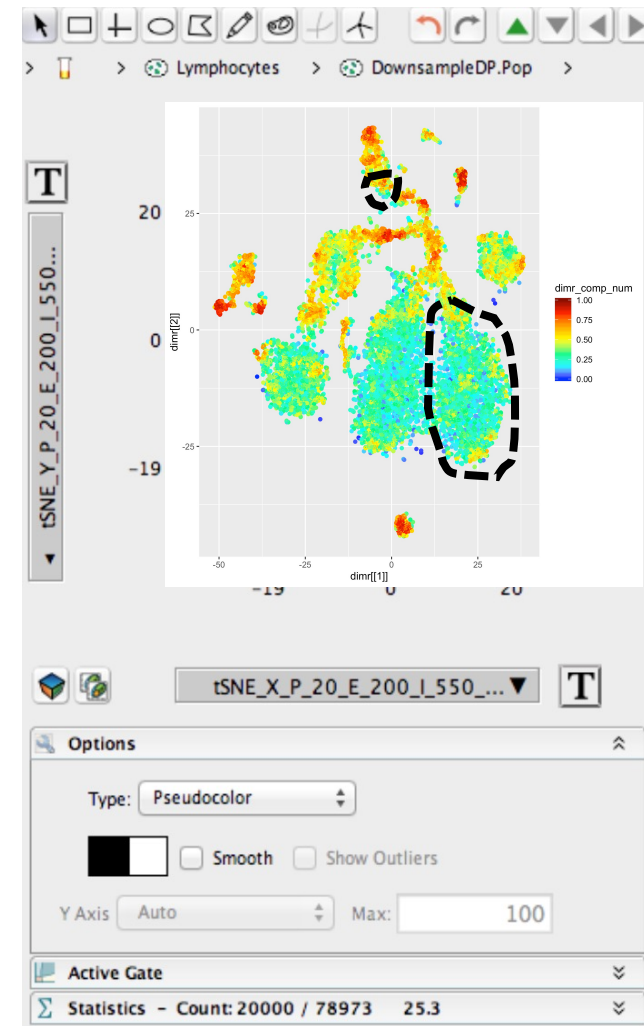 > > Lymphocytes > DownsampleDP.Pop >
T
20
0
-19
tSNE_Y_P_20_E_200_I_550...
25
0
-25
dimr[[2]]
-50 -25 0 25
dimr[[1]]
dimr_comp_num
1.00
0.75
0.50
0.25
0.00
-19 0 20
tSNE_X_P_20_E_200_I_550_... ▼ T
Options
Type: Pseudocolor
Smooth Show Outliers
Y Axis Auto Max: 100
Active Gate
Σ Statistics - Count: 20000 / 78973 25.3